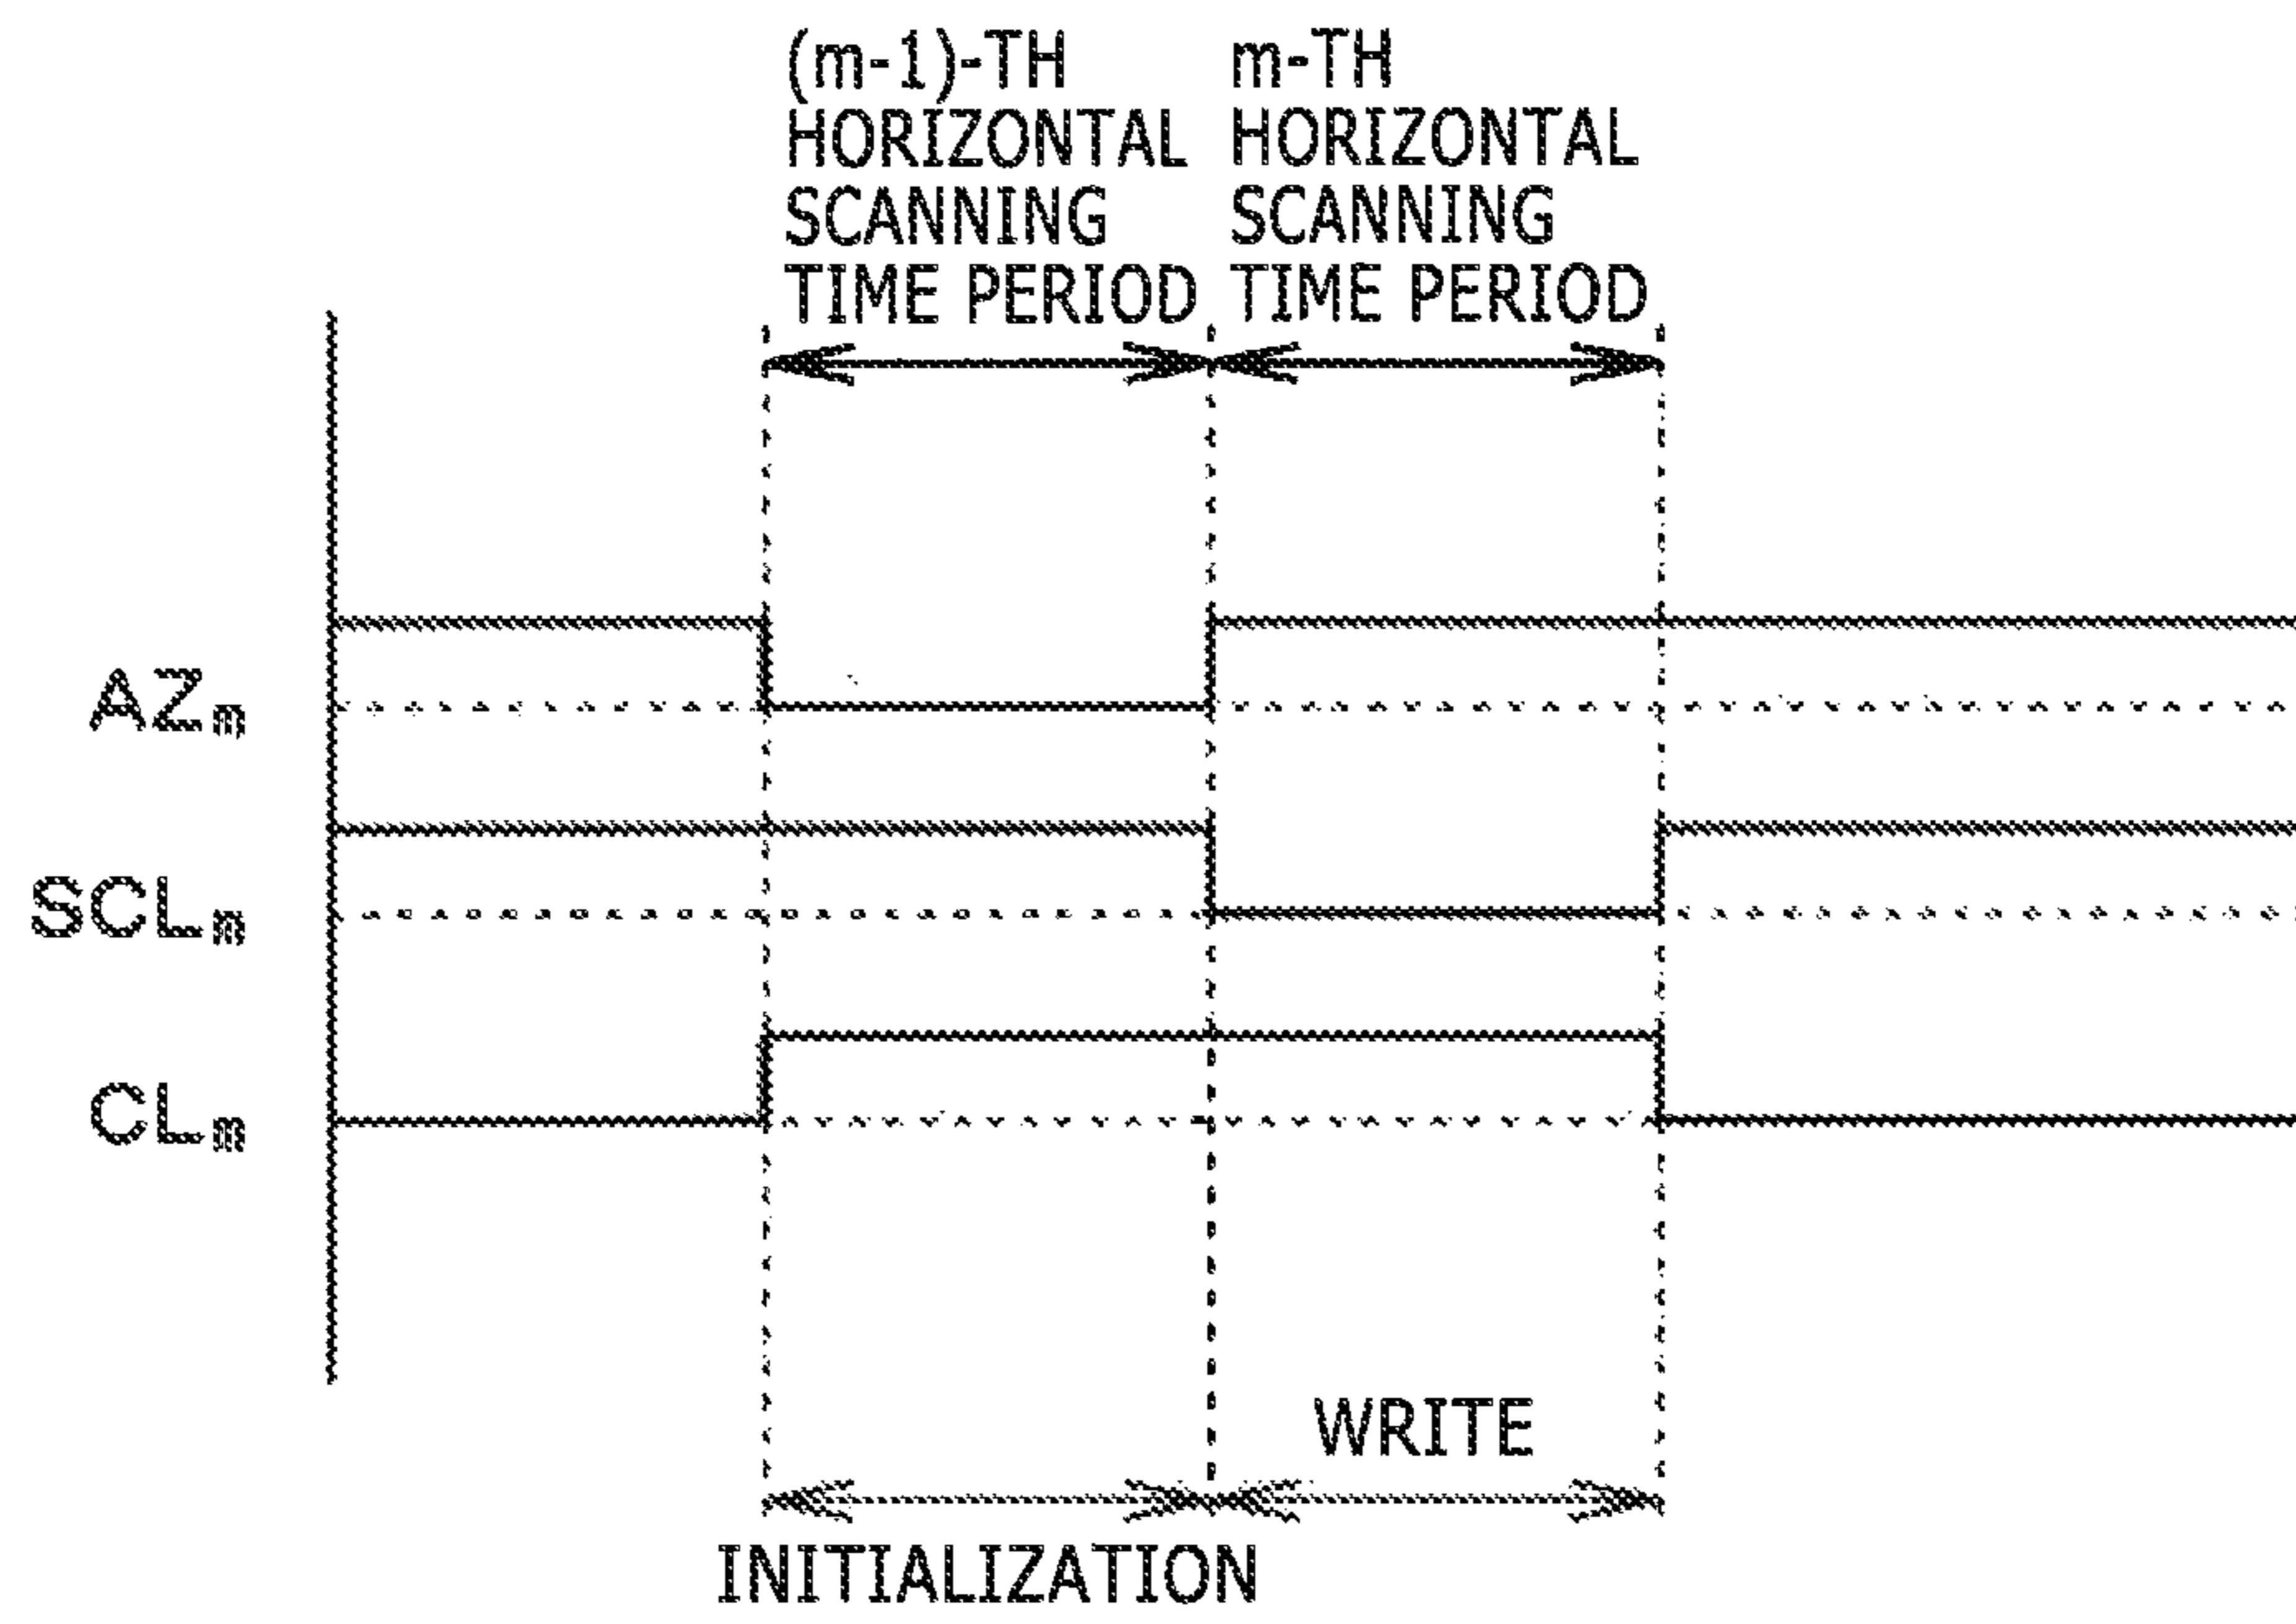 (m-1)-TH
HORIZONTAL
SCANNING
TIME PERIOD
m-TH
HORIZONTAL
SCANNING
TIME PERIOD
AZm
SCLm
CLm
WRITE
INITIALIZATION